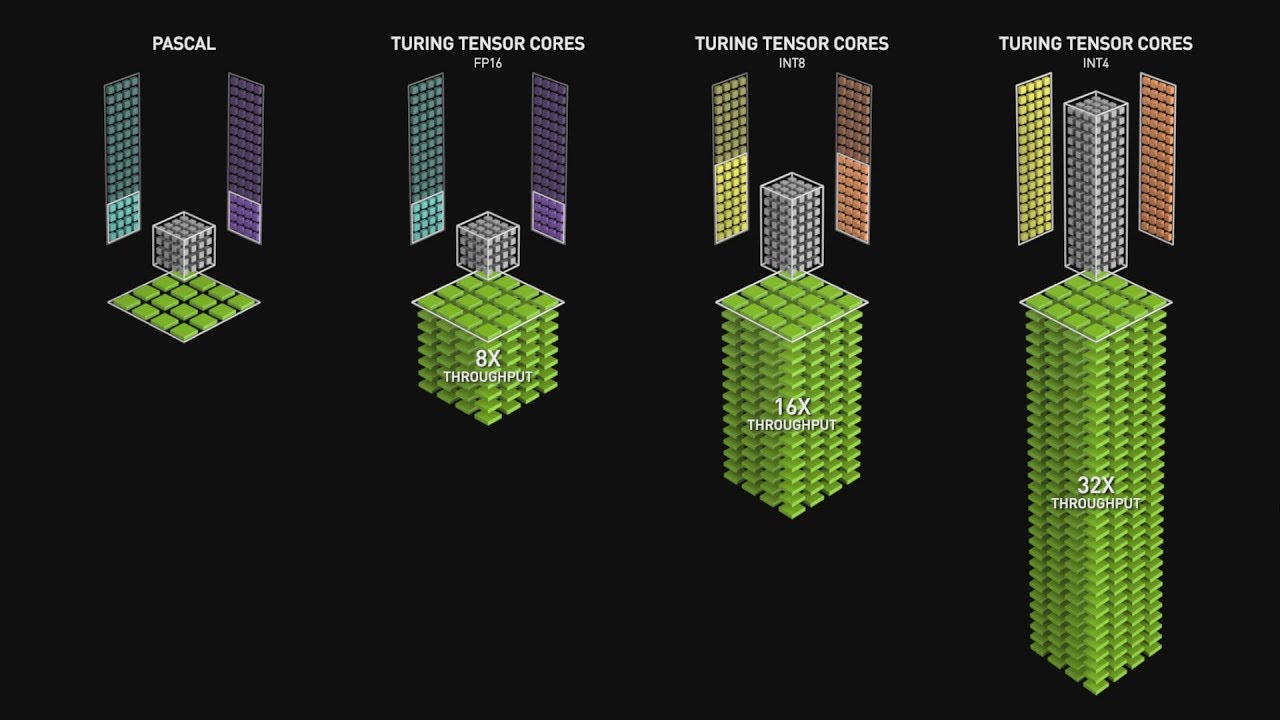 PASCAL
TURING TENSOR CORES
FP16
TURING TENSOR CORES
INT8
TURING TENSOR CORES
INT4
8X
THROUGHPUT
16X
THROUGHPUT
32X
THROUGHPUT